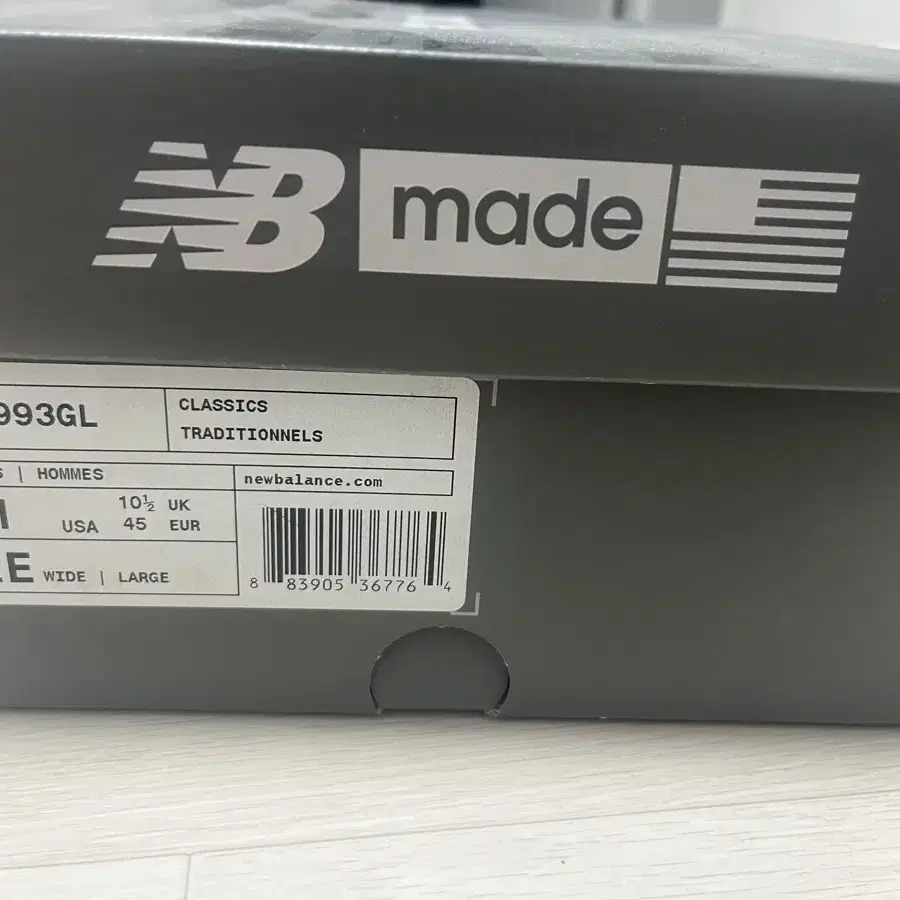 NB made
993GL
CLASSICS
TRADITIONNELS
| HOMMES
newbalance.com
10½ UK
USA 45 EUR
E WIDE | LARGE
8 83905 36776 4